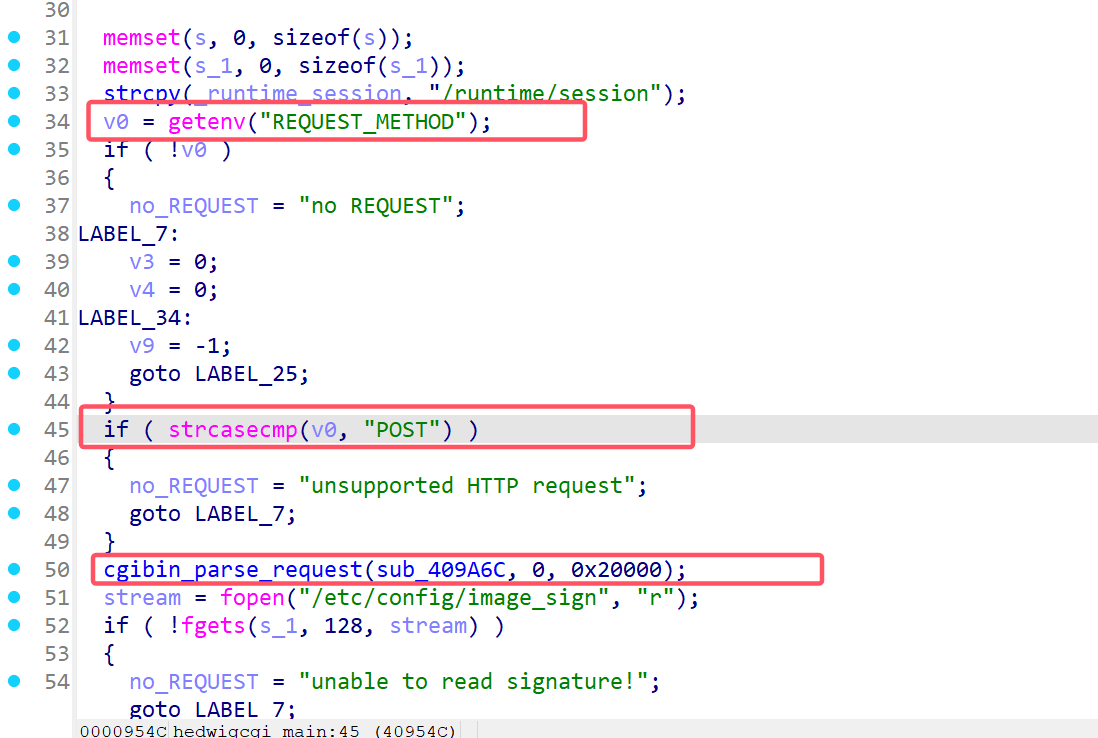 30
31 memset(s, 0, sizeof(s));
32 memset(s_1, 0, sizeof(s_1));
33 strcpy(_runtime_session, "/runtime/session");
34 v0 = getenv("REQUEST_METHOD");
35 if ( !v0 )
36 {
37 no_REQUEST = "no REQUEST";
38 LABEL_7:
39 v3 = 0;
40 v4 = 0;
41 LABEL_34:
42 v9 = -1;
43 goto LABEL_25;
44 }
45 if ( strcasecmp(v0, "POST") )
46 {
47 no_REQUEST = "unsupported HTTP request";
48 goto LABEL_7;
49 }
50 cgibin_parse_request(sub_409A6C, 0, 0x20000);
51 stream = fopen("/etc/config/image_sign", "r");
52 if ( !fgets(s_1, 128, stream) )
53 {
54 no_REQUEST = "unable to read signature!";
goto LABEL_7;
0000954C hedwigcgi_main:45 (40954C)